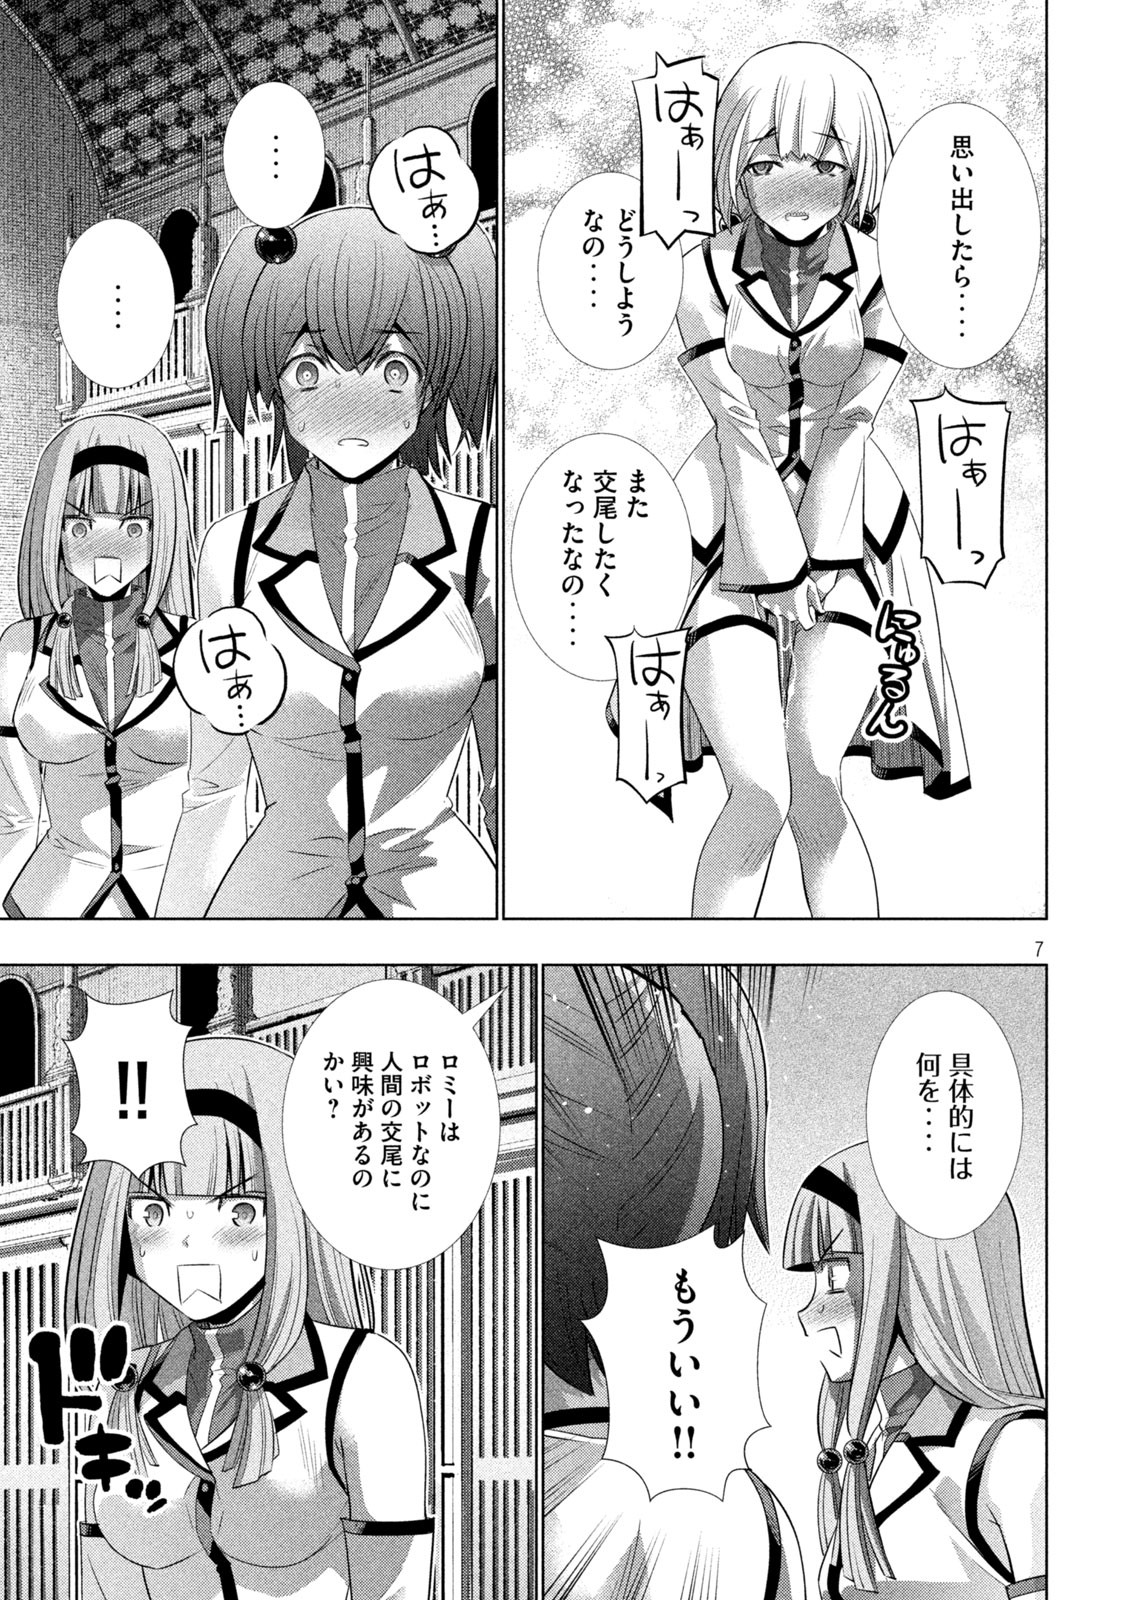 思い出したら‥‥
はぁーっ
どうしよう
なの‥‥
はぁーっ
また
交尾したく
なったなの
‥‥
はぁーっ
にゅるん
はぁ…
‥‥
‥‥
はぁ…
7
具体的には
何を‥‥
もういい!!
ロミーは
ロボットなのに
人間の交尾に
興味があるの
かい?
!!
ドキッ